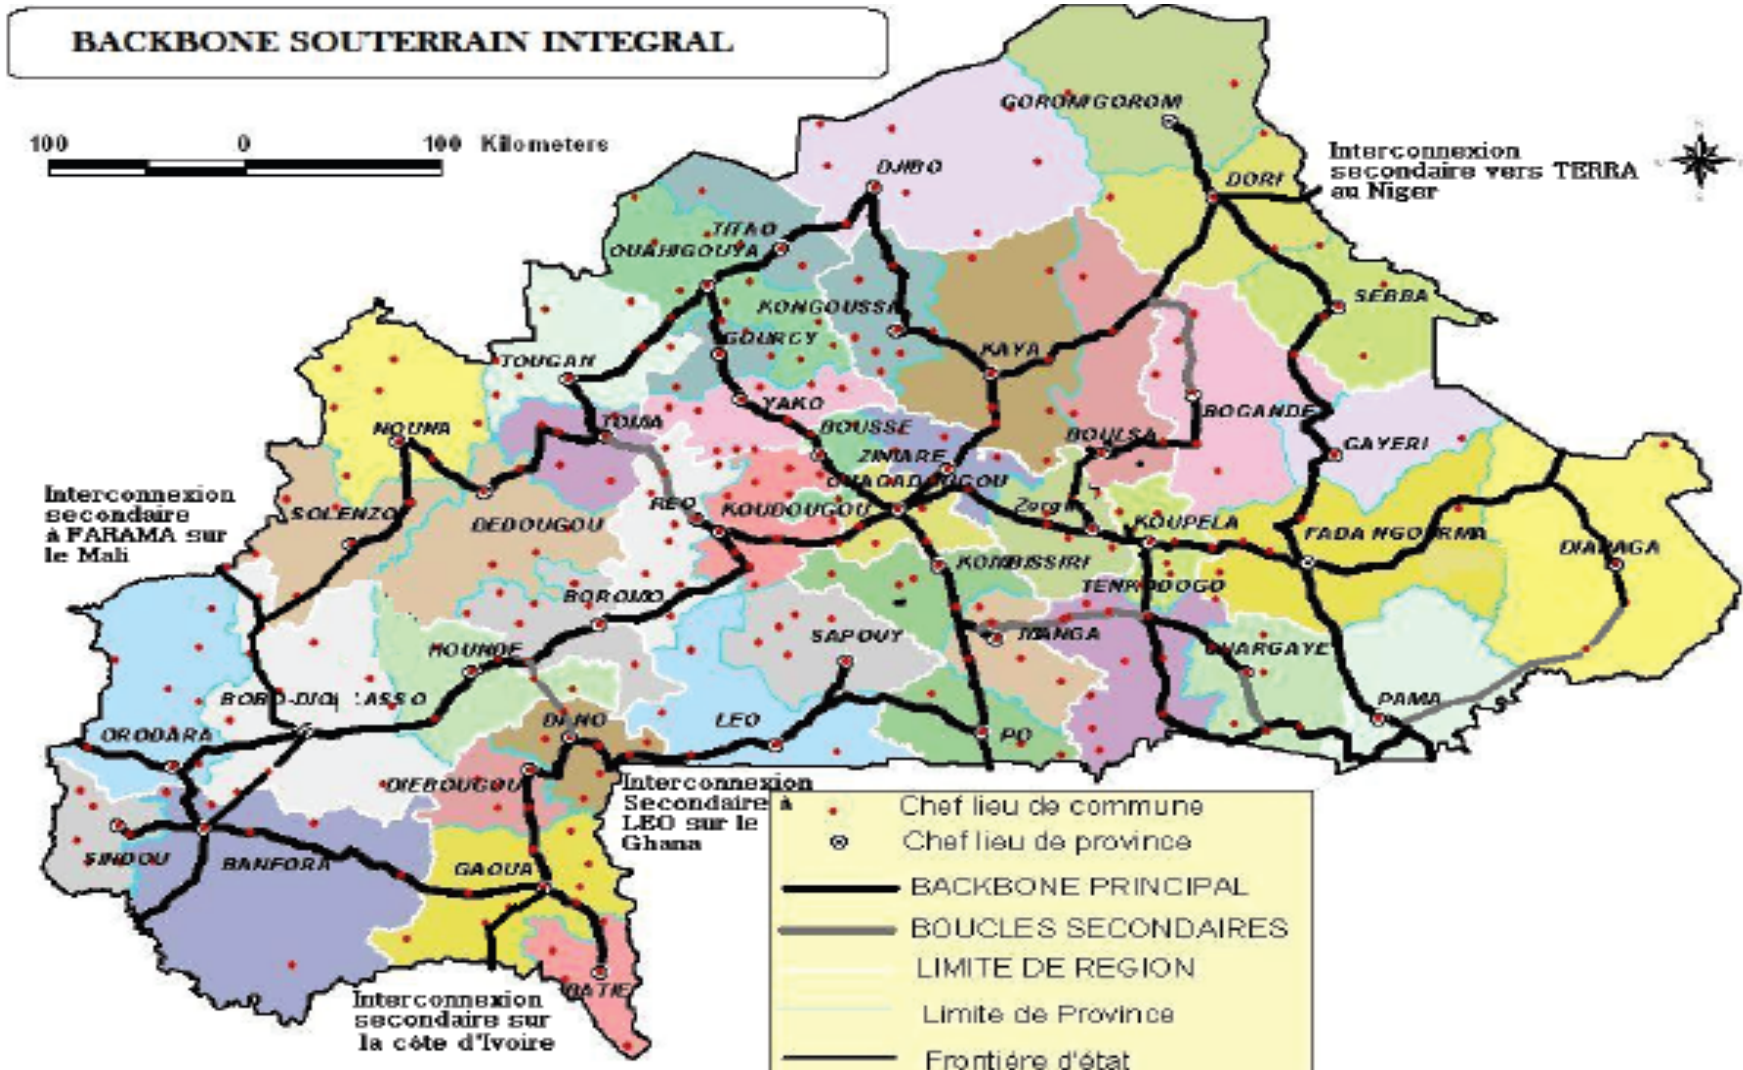 BACKBONE SOUTERRAIN INTEGRAL
100 0 100 Kilometers
GOROM GOROM
Interconnexion
secondaire vers TERRA
au Niger
DJIBO
DORI
TITAO
OUAHIGOUYA
SEBBA
KONGOUSSA
GOURCY
KAYA
TOUGAN
YAKO
BOGANDE
TOMA
NOUNA
BOUSSE
BOULSA
GAYERI
ZINIARE
OUAGADOUGOU
Interconnexion
secondaire
à FARAMA sur
le Mali
SOLENZO
DEDOUGOU
REO
KOUDOUGOU
Zorgo
KOUPELA
FADA NGOURMA
DIAPAGA
KOMBISSIRI
TENKODOGO
BOROMO
SAPOUY
MANGA
OUARGAYE
HOUNDE
BOBO-DIOULASSO
PAMA
ORODARA
DANO
LEO
PO
DIEBOUGOU
Interconnexion
Secondaire à
LEO sur le
Ghana
SINDOU
BANFORA
GAOUA
BATIE
Interconnexion
secondaire sur
la côte d'Ivoire
Chef lieu de commune
Chef lieu de province
BACKBONE PRINCIPAL
BOUCLES SECONDAIRES
LIMITE DE REGION
Limite de Province
Frontiére d'état